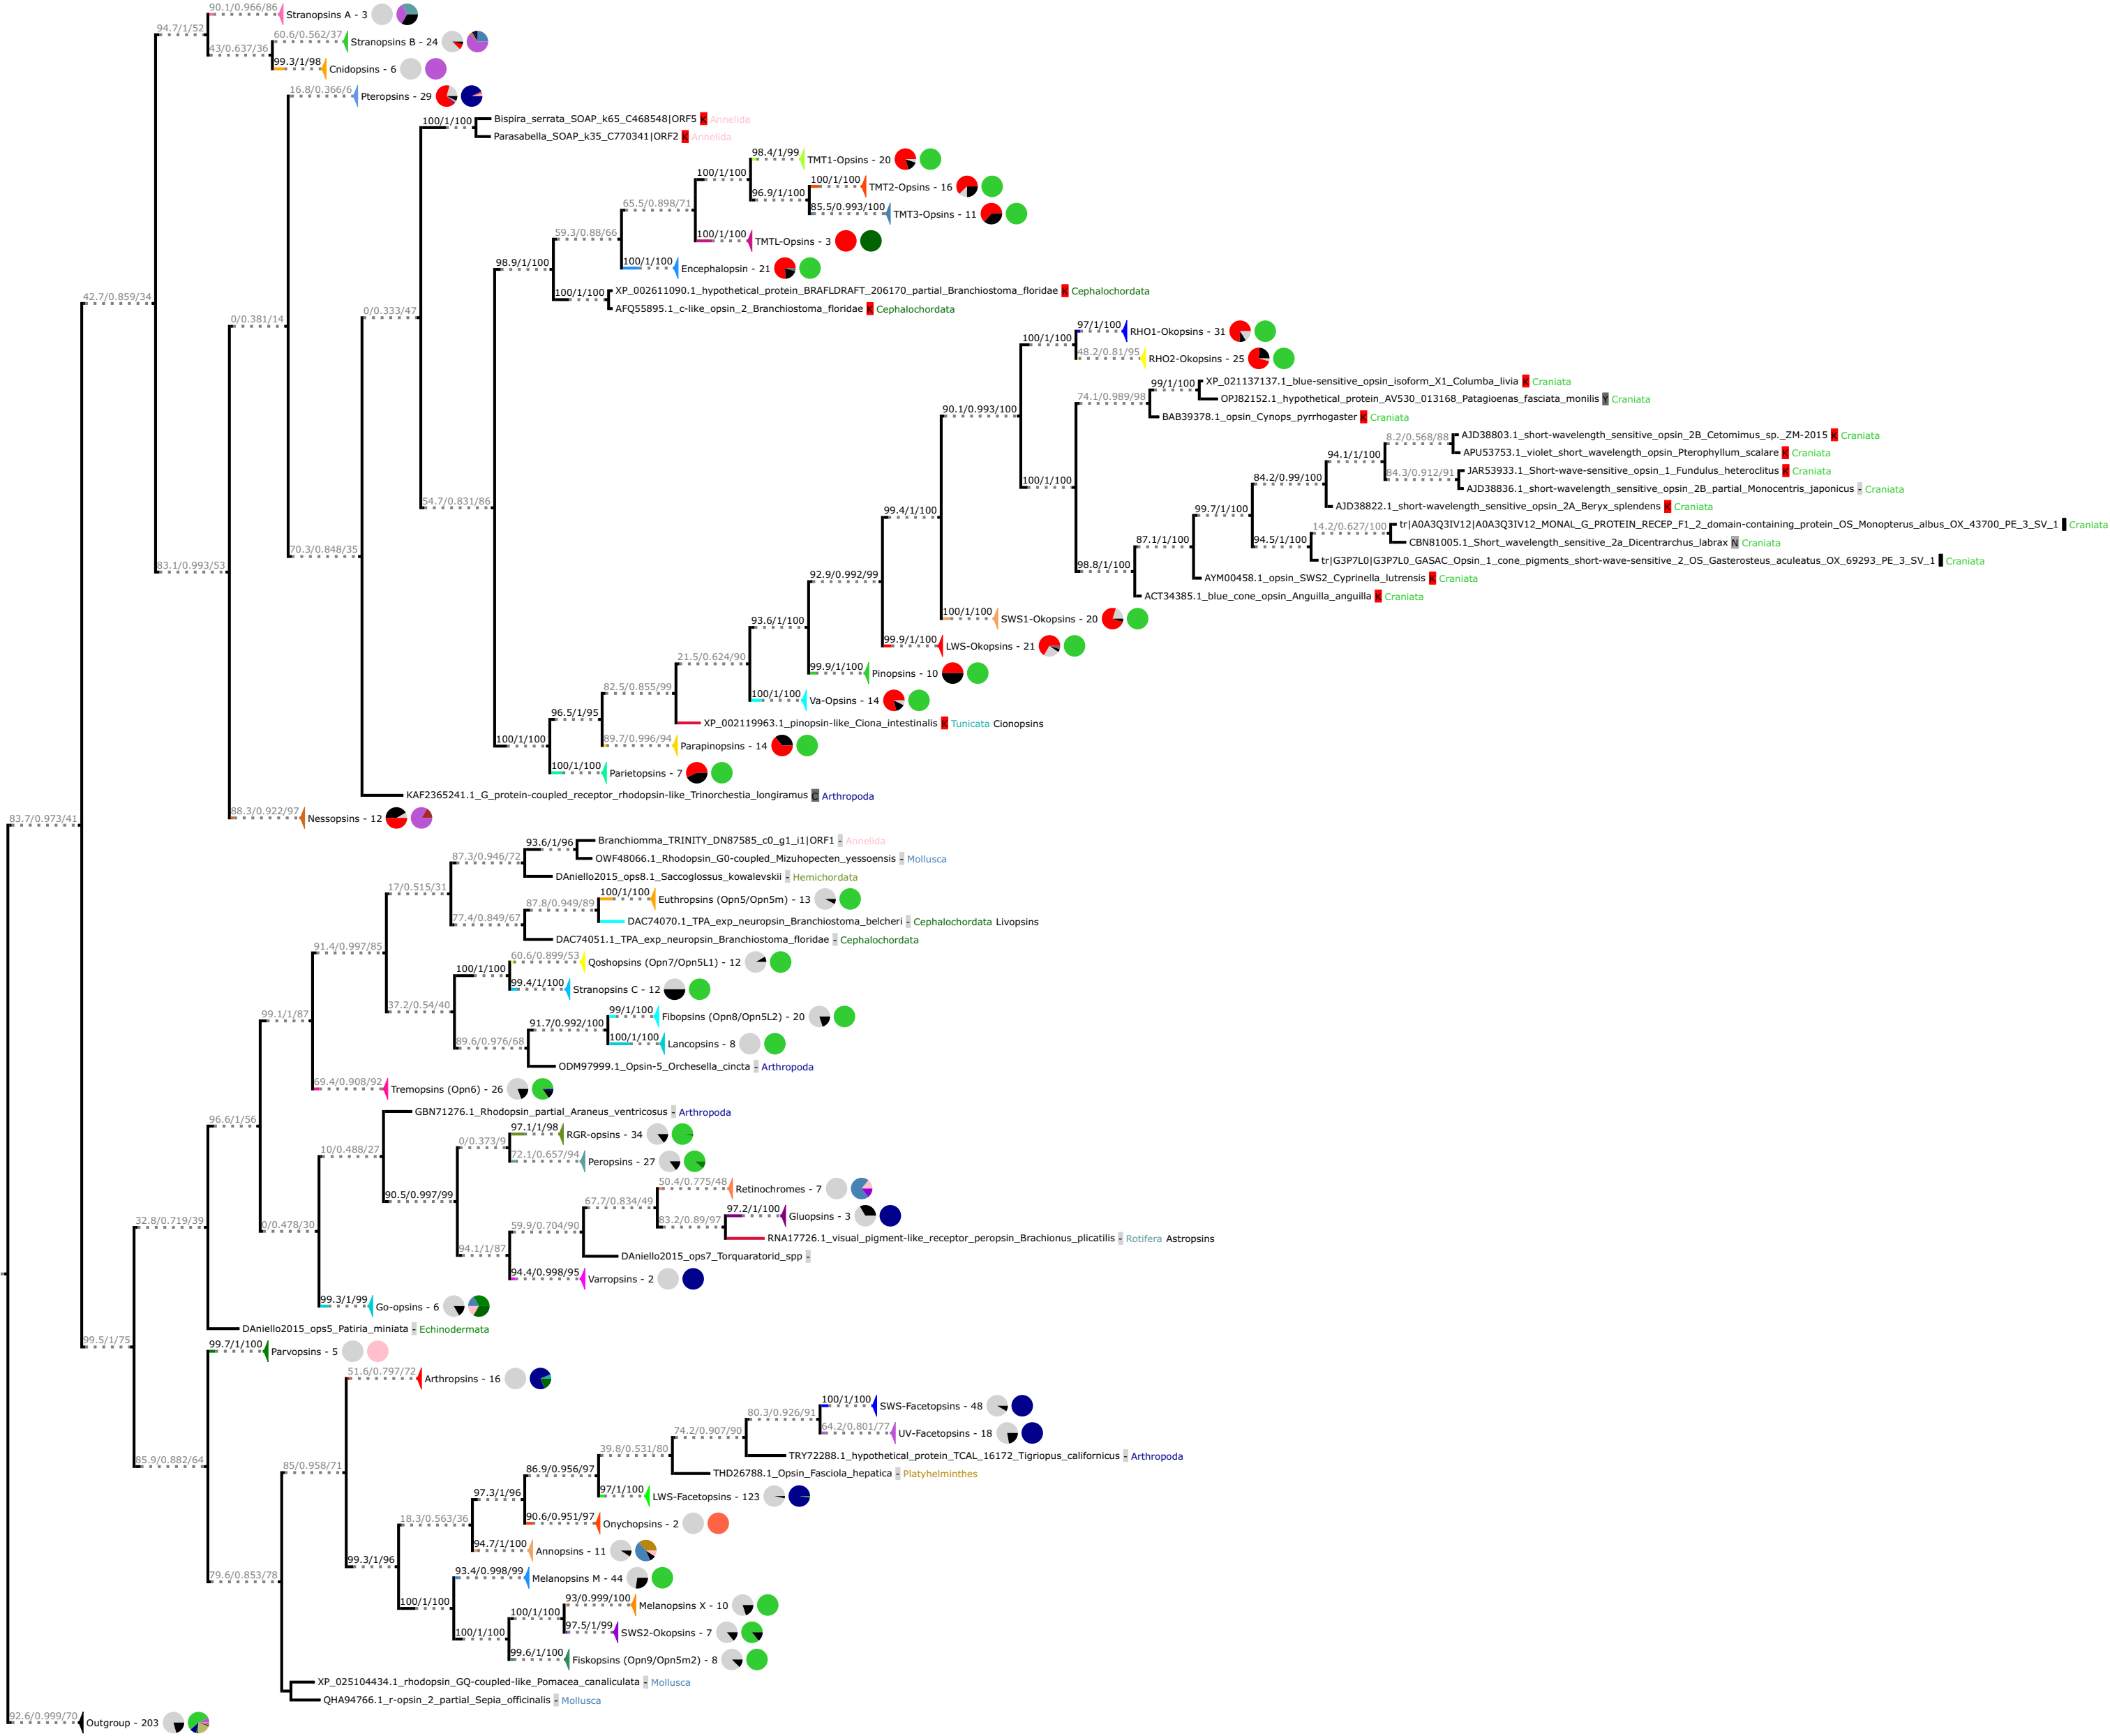 90.1/0.966/86
Stranopsins A - 3
94.7/1/52
60.6/0.562/37
Stranopsins B - 24
43/0.637/36
99.3/1/98
Cnidopsins - 6
16.8/0.366/6
Pteropsins - 29
Bispira_serrata_SOAP_k65_C468548|ORF5 K Annelida
100/1/100
Parasabella_SOAP_k35_C770341|ORF2 K Annelida
98.4/1/99
TMT1-Opsins - 20
100/1/100
100/1/100
TMT2-Opsins - 16
96.9/1/100
85.5/0.993/100
TMT3-Opsins - 11
65.5/0.898/71
100/1/100
TMTL-Opsins - 3
59.3/0.88/66
100/1/100
Encephalopsin - 21
98.9/1/100
XP_002611090.1_hypothetical_protein_BRAFLDRAFT_206170_partial_Branchiostoma_floridae K Cephalochordata
100/1/100
AFQ55895.1_c-like_opsin_2_Branchiostoma_floridae K Cephalochordata
42.7/0.859/34
0/0.381/14
0/0.333/47
97/1/100
RHO1-Okopsins - 31
100/1/100
48.2/0.81/95
RHO2-Okopsins - 25
XP_021137137.1_blue-sensitive_opsin_isoform_X1_Columba_livia K Craniata
99/1/100
OPJ82152.1_hypothetical_protein_AV530_013168_Patagioenas_fasciata_monilis Y Craniata
74.1/0.989/98
BAB39378.1_opsin_Cynops_pyrrhogaster K Craniata
90.1/0.993/100
AJD38803.1_short-wavelength_sensitive_opsin_2B_Cetomimus_sp._ZM-2015 K Craniata
8.2/0.568/88
APU53753.1_violet_short_wavelength_opsin_Pterophyllum_scalare K Craniata
94.1/1/100
JAR53933.1_Short-wave-sensitive_opsin_1_Fundulus_heteroclitus K Craniata
84.3/0.912/91
AJD38836.1_short-wavelength_sensitive_opsin_2B_partial_Monocentris_japonicus - Craniata
84.2/0.99/100
100/1/100
AJD38822.1_short-wavelength_sensitive_opsin_2A_Beryx_splendens K Craniata
54.7/0.831/86
99.4/1/100
99.7/1/100
tr|A0A3Q3IV12|A0A3Q3IV12_MONAL_G_PROTEIN_RECEP_F1_2_domain-containing_protein_OS_Monopterus_albus_OX_43700_PE_3_SV_1 Craniata
14.2/0.627/100
CBN81005.1_Short_wavelength_sensitive_2a_Dicentrarchus_labrax N Craniata
94.5/1/100
87.1/1/100
tr|G3P7L0|G3P7L0_GASAC_Opsin_1_cone_pigments_short-wave-sensitive_2_OS_Gasterosteus_aculeatus_OX_69293_PE_3_SV_1 Craniata
70.3/0.848/35
83.1/0.993/53
98.8/1/100
AYM00458.1_opsin_SWS2_Cyprinella_lutrensis K Craniata
92.9/0.992/99
ACT34385.1_blue_cone_opsin_Anguilla_anguilla K Craniata
100/1/100
SWS1-Okopsins - 20
93.6/1/100
99.9/1/100
LWS-Okopsins - 21
21.5/0.624/90
99.9/1/100
Pinopsins - 10
82.5/0.855/99
100/1/100
Va-Opsins - 14
96.5/1/95
XP_002119963.1_pinopsin-like_Ciona_intestinalis K Tunicata Cionopsins
100/1/100
89.7/0.996/94
Parapinopsins - 14
100/1/100
Parietopsins - 7
KAF2365241.1_G_protein-coupled_receptor_rhodopsin-like_Trinorchestia_longiramus C Arthropoda
88.3/0.922/97
Nessopsins - 12
83.7/0.973/41
Branchiomma_TRINITY_DN87585_c0_g1_i1|ORF1 - Annelida
93.6/1/96
OWF48066.1_Rhodopsin_G0-coupled_Mizuhopecten_yessoensis - Mollusca
87.3/0.946/72
DAniello2015_ops8.1_Saccoglossus_kowalevskii - Hemichordata
17/0.515/31
100/1/100
Euthropsins (Opn5/Opn5m) - 13
87.8/0.949/89
77.4/0.849/67
DAC74070.1_TPA_exp_neuropsin_Branchiostoma_belcheri - Cephalochordata Livopsins
DAC74051.1_TPA_exp_neuropsin_Branchiostoma_floridae - Cephalochordata
91.4/0.997/85
60.6/0.899/53
Qoshopsins (Opn7/Opn5L1) - 12
100/1/100
99.4/1/100
Stranopsins C - 12
37.2/0.54/40
99/1/100
Fibopsins (Opn8/Opn5L2) - 20
91.7/0.992/100
99.1/1/87
100/1/100
Lancopsins - 8
89.6/0.976/68
ODM97999.1_Opsin-5_Orchesella_cincta - Arthropoda
69.4/0.908/92
Tremopsins (Opn6) - 26
GBN71276.1_Rhodopsin_partial_Araneus_ventricosus - Arthropoda
96.6/1/56
97.1/1/98
RGR-opsins - 34
0/0.373/9
10/0.488/27
72.1/0.657/94
Peropsins - 27
50.4/0.775/48
Retinochromes - 7
90.5/0.997/99
67.7/0.834/49
97.2/1/100
Gluopsins - 3
83.2/0.89/97
32.8/0.719/39
0/0.478/30
59.9/0.704/90
RNA17726.1_visual_pigment-like_receptor_peropsin_Brachionus_plicatilis - Rotifera Astropsins
94.1/1/87
DAniello2015_ops7_Torquaratorid_spp -
94.4/0.998/95
Varropsins - 2
99.3/1/99
Go-opsins - 6
DAniello2015_ops5_Patiria_miniata - Echinodermata
99.5/1/75
99.7/1/100
Parvopsins - 5
51.6/0.797/72
Arthropsins - 16
100/1/100
SWS-Facetopsins - 48
80.3/0.926/91
64.2/0.801/77
UV-Facetopsins - 18
74.2/0.907/90
39.8/0.531/80
TRY72288.1_hypothetical_protein_TCAL_16172_Tigriopus_californicus - Arthropoda
85.9/0.882/64
85/0.958/71
86.9/0.956/97
THD26788.1_Opsin_Fasciola_hepatica - Platyhelminthes
97/1/100
LWS-Facetopsins - 123
97.3/1/96
90.6/0.951/97
Onychopsins - 2
18.3/0.563/36
94.7/1/100
Annopsins - 11
99.3/1/96
93.4/0.998/99
Melanopsins M - 44
79.6/0.853/78
100/1/100
93/0.999/100
Melanopsins X - 10
100/1/100
97.5/1/99
SWS2-Okopsins - 7
100/1/100
99.6/1/100
Fiskopsins (Opn9/Opn5m2) - 8
XP_025104434.1_rhodopsin_GQ-coupled-like_Pomacea_canaliculata - Mollusca
QHA94766.1_r-opsin_2_partial_Sepia_officinalis - Mollusca
92.6/0.999/70
Outgroup - 203